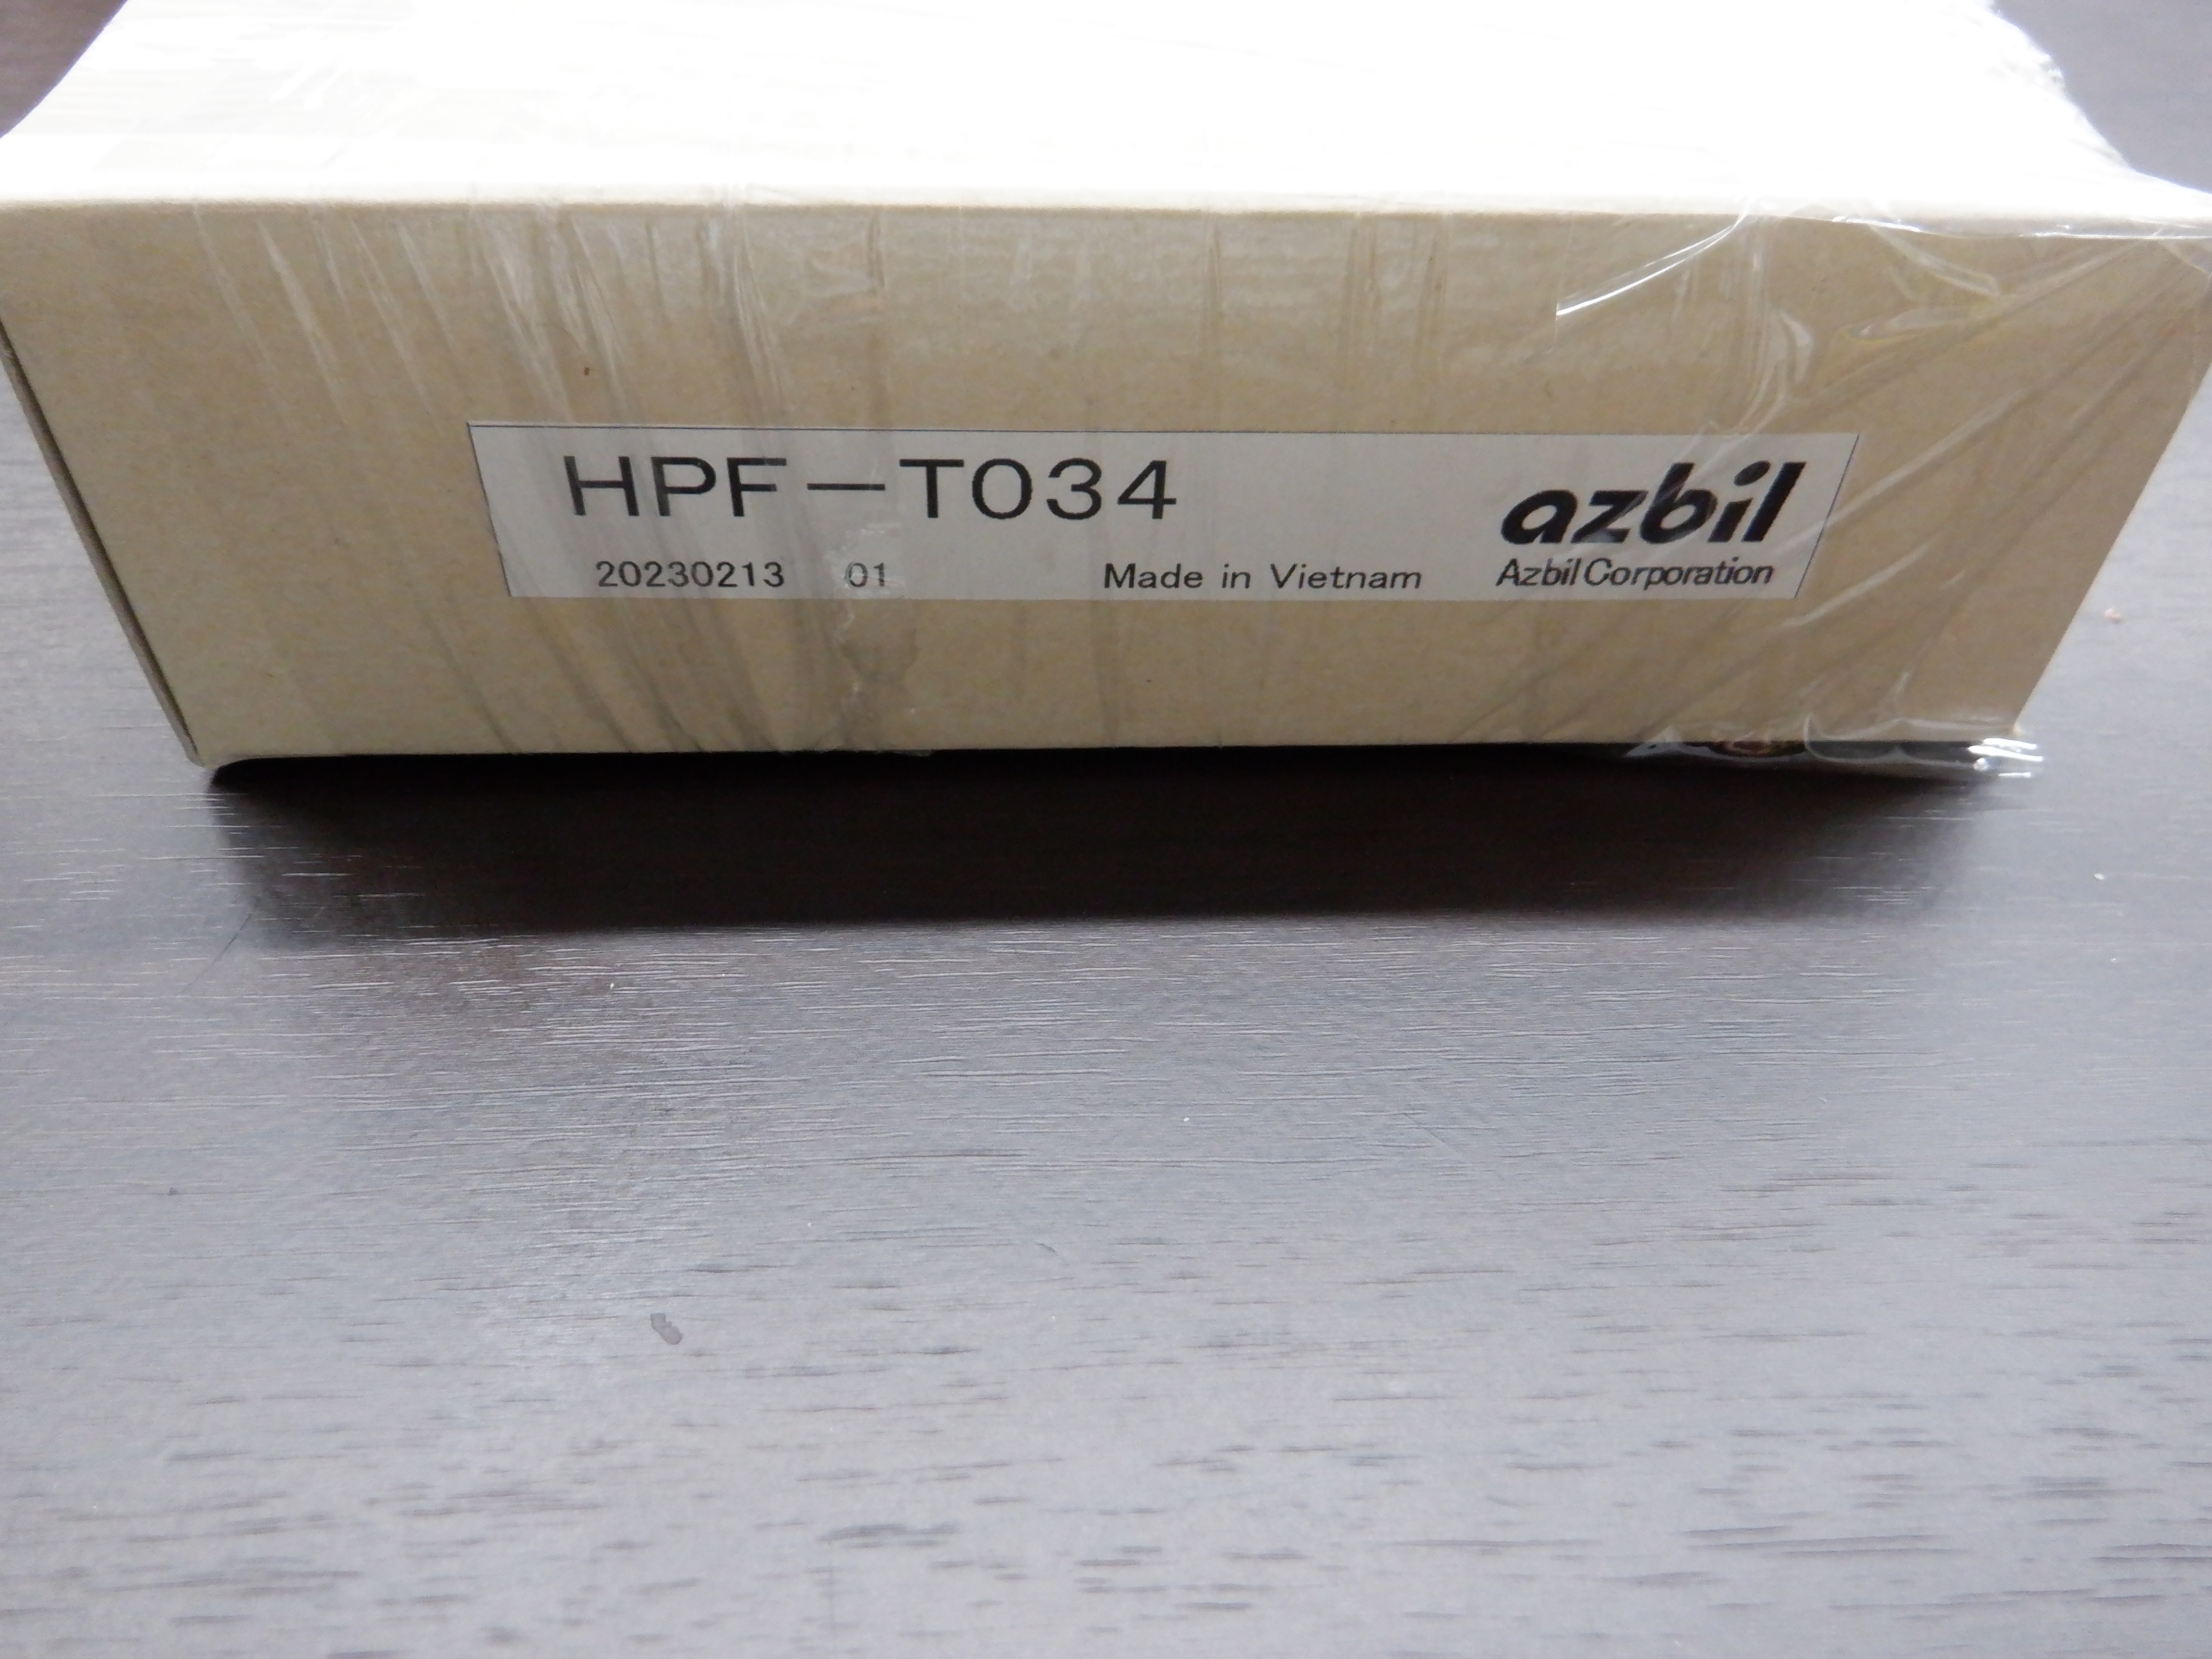 HPF-T034
azbil
20230213 01 Made in Vietnam Azbil Corporation